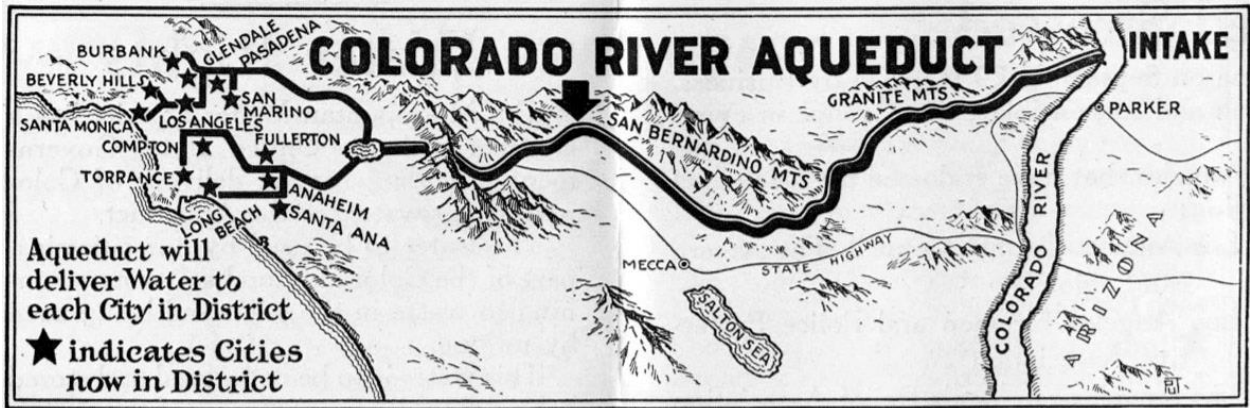 COLORADO RIVER AQUEDUCT
INTAKE
BURBANK
GLENDALE
PASADENA
BEVERLY HILLS
SAN
MARINO
SANTA MONICA
LOS ANGELES
COMPTON
FULLERTON
TORRANCE
ANAHEIM
LONG
BEACH
SANTA ANA
GRANITE MTS.
SAN BERNARDINO MTS
PARKER
MECCA
STATE HIGHWAY
SALTON SEA
COLORADO RIVER
ARIZONA
Aqueduct will
deliver Water to
each City in District
★ indicates Cities
now in District